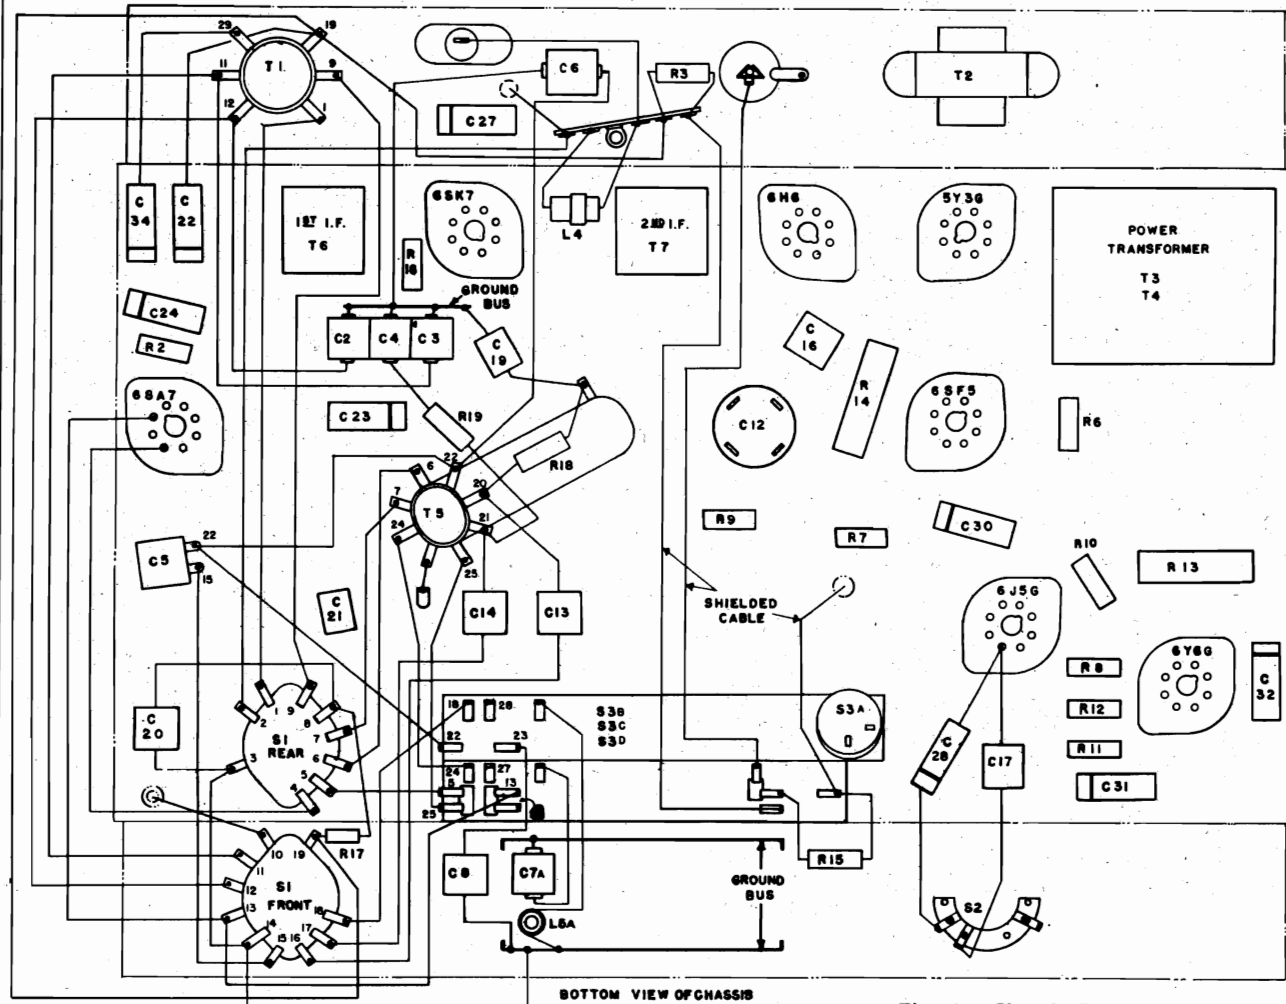 29
19
T1.
11
9
12
1
C6
R3
T2
C27
C
34
C
22
1ST I.F.
T6
6SK7
R
16
L4
2ND I.F.
T7
6H6
5Y3G
POWER
TRANSFORMER
T3
T4
GROUND
BUS
C24
R2
C2
C4
C3
C
19
C
16
R
14
6SA7
C23
R19
C12
6SF5
R6
6
22
R18
7
20
T5
24
21
25
R9
R7
C30
R10
R13
C5
22
15
C
21
C14
C13
SHIELDED
CABLE
6J5G
R8
6Y6G
C
32
R12
R11
C31
C
20
2
1
9
8
S1
REAR
7
3
6
5
4
18
28
22
23
S3B
S3C
S3D
S3A
24
27
5
13
25
C
28
C17
10
19
R17
11
12
S1
FRONT
13
18
14
17
15
16
C8
C7A
L5A
GROUND
BUS
R15
S2
BOTTOM VIEW OF CHASSIS